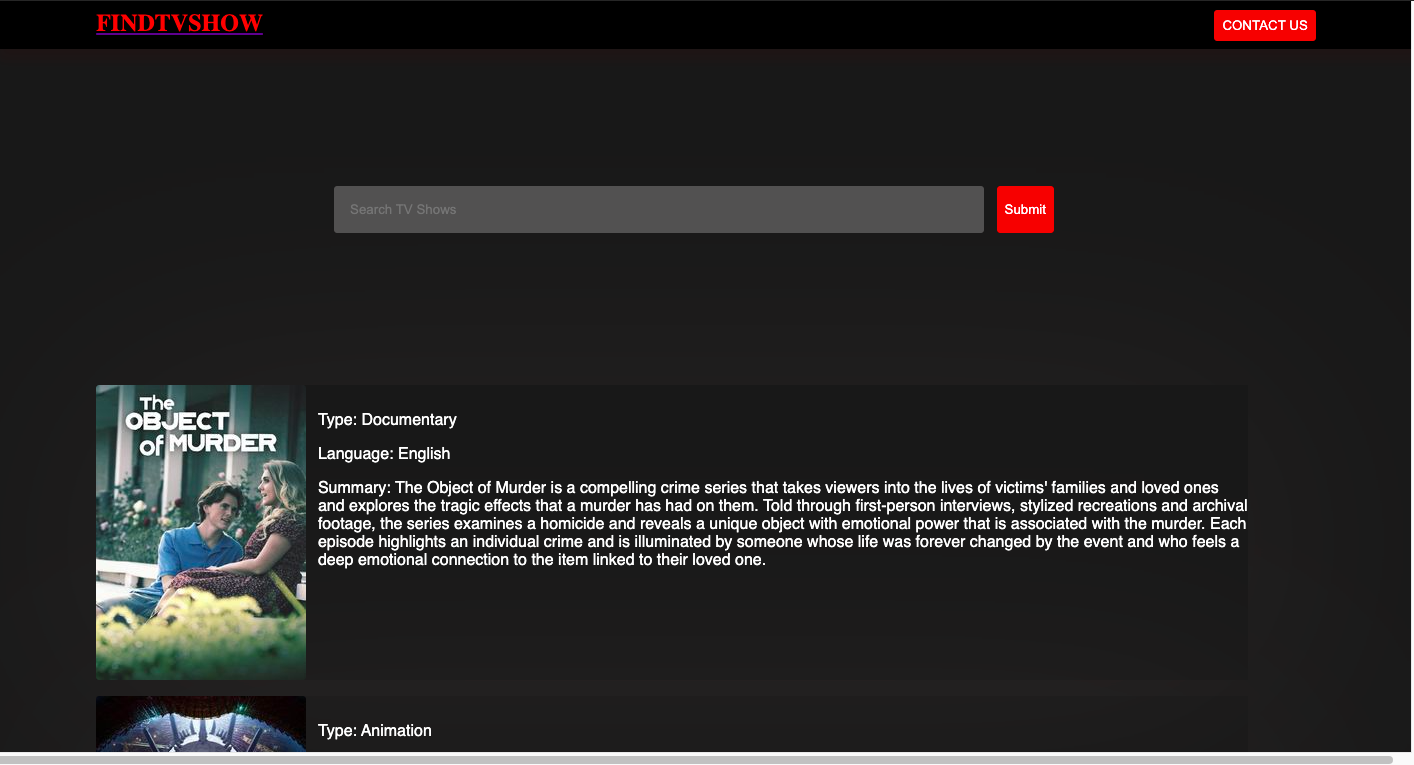 FINDTVSHOW
CONTACT US
Search TV Shows
Submit
The
OBJECT
of MURDER
Type: Documentary
Language: English
Summary: The Object of Murder is a compelling crime series that takes viewers into the lives of victims' families and loved ones
and explores the tragic effects that a murder has had on them. Told through first-person interviews, stylized recreations and archival
footage, the series examines a homicide and reveals a unique object with emotional power that is associated with the murder. Each
episode highlights an individual crime and is illuminated by someone whose life was forever changed by the event and who feels a
deep emotional connection to the item linked to their loved one.
Type: Animation